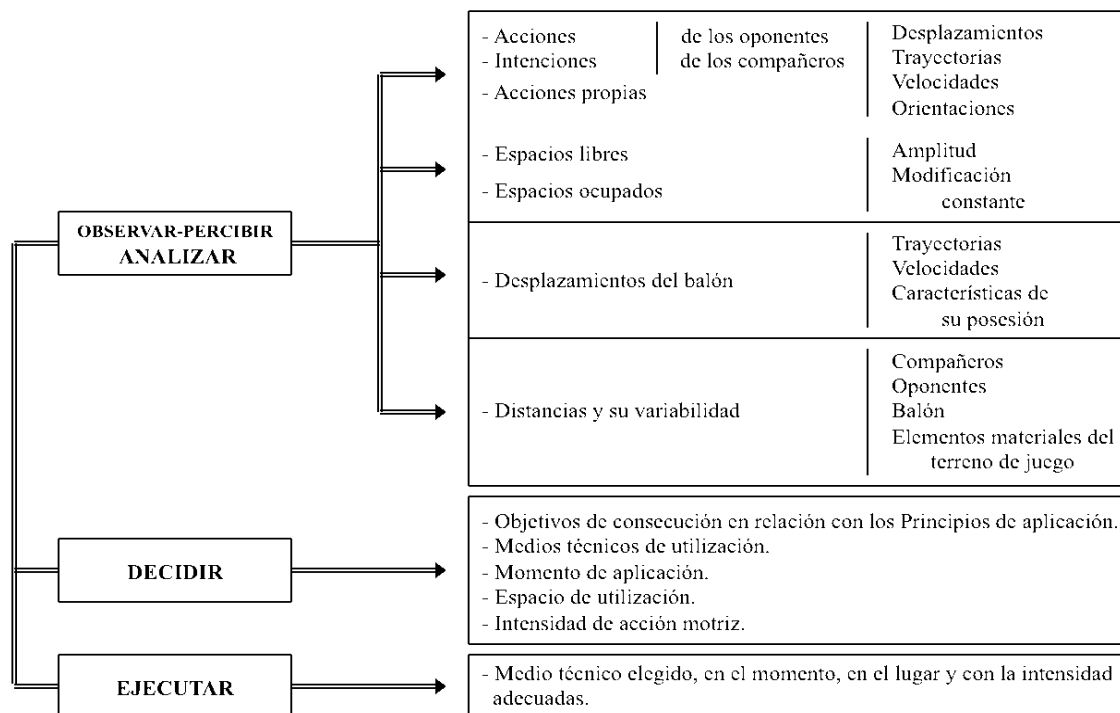 - Acciones
- Intenciones
de los oponentes
de los compañeros
- Acciones propias
Desplazamientos
Trayectorias
Velocidades
Orientaciones
- Espacios libres
- Espacios ocupados
Amplitud
Modificación
constante
OBSERVAR-PERCIBIR
ANALIZAR
- Desplazamientos del balón
Trayectorias
Velocidades
Características de
su posesión
- Distancias y su variabilidad
Compañeros
Oponentes
Balón
Elementos materiales del
terreno de juego
DECIDIR
- Objetivos de consecución en relación con los Principios de aplicación.
- Medios técnicos de utilización.
- Momento de aplicación.
- Espacio de utilización.
- Intensidad de acción motriz.
EJECUTAR
- Medio técnico elegido, en el momento, en el lugar y con la intensidad
adecuadas.